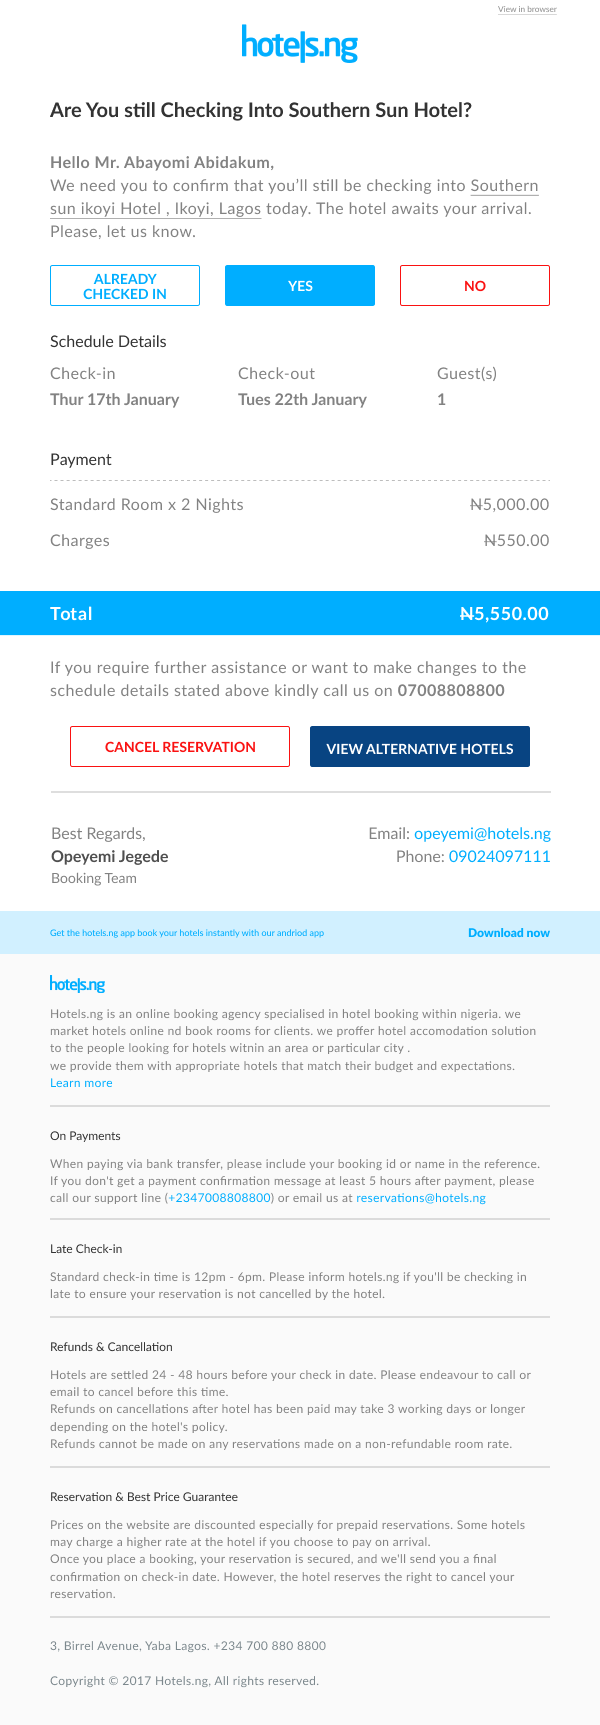 View in browser
hotels.ng
Are You still Checking Into Southern Sun Hotel?
Hello Mr. Abayomi Abidakum,
We need you to confirm that you'll still be checking into Southern
sun ikoyi Hotel , Ikoyi, Lagos today. The hotel awaits your arrival.
Please, let us know.
ALREADY
CHECKED IN
YES
NO
Schedule Details
Check-in Check-out Guest(s)
Thur 17th January Tues 22th January 1
Payment
Standard Room x 2 Nights ₦5,000.00
Charges ₦550.00
Total ₦5,550.00
If you require further assistance or want to make changes to the
schedule details stated above kindly call us on 07008808800
CANCEL RESERVATION
VIEW ALTERNATIVE HOTELS
Best Regards,
Opeyemi Jegede
Booking Team
Email: opeyemi@hotels.ng
Phone: 09024097111
Get the hotels.ng app book your hotels instantly with our andriod app Download now
hotels.ng
Hotels.ng is an online booking agency specialised in hotel booking within nigeria. we
market hotels online nd book rooms for clients. we proffer hotel accomodation solution
to the people looking for hotels witnin an area or particular city .
we provide them with appropriate hotels that match their budget and expectations.
Learn more
On Payments
When paying via bank transfer, please include your booking id or name in the reference.
If you don't get a payment confirmation message at least 5 hours after payment, please
call our support line (+2347008808800) or email us at reservations@hotels.ng
Late Check-in
Standard check-in time is 12pm - 6pm. Please inform hotels.ng if you'll be checking in
late to ensure your reservation is not cancelled by the hotel.
Refunds & Cancellation
Hotels are settled 24 - 48 hours before your check in date. Please endeavour to call or
email to cancel before this time.
Refunds on cancellations after hotel has been paid may take 3 working days or longer
depending on the hotel's policy.
Refunds cannot be made on any reservations made on a non-refundable room rate.
Reservation & Best Price Guarantee
Prices on the website are discounted especially for prepaid reservations. Some hotels
may charge a higher rate at the hotel if you choose to pay on arrival.
Once you place a booking, your reservation is secured, and we'll send you a final
confirmation on check-in date. However, the hotel reserves the right to cancel your
reservation.
3, Birrel Avenue, Yaba Lagos. +234 700 880 8800
Copyright © 2017 Hotels.ng, All rights reserved.